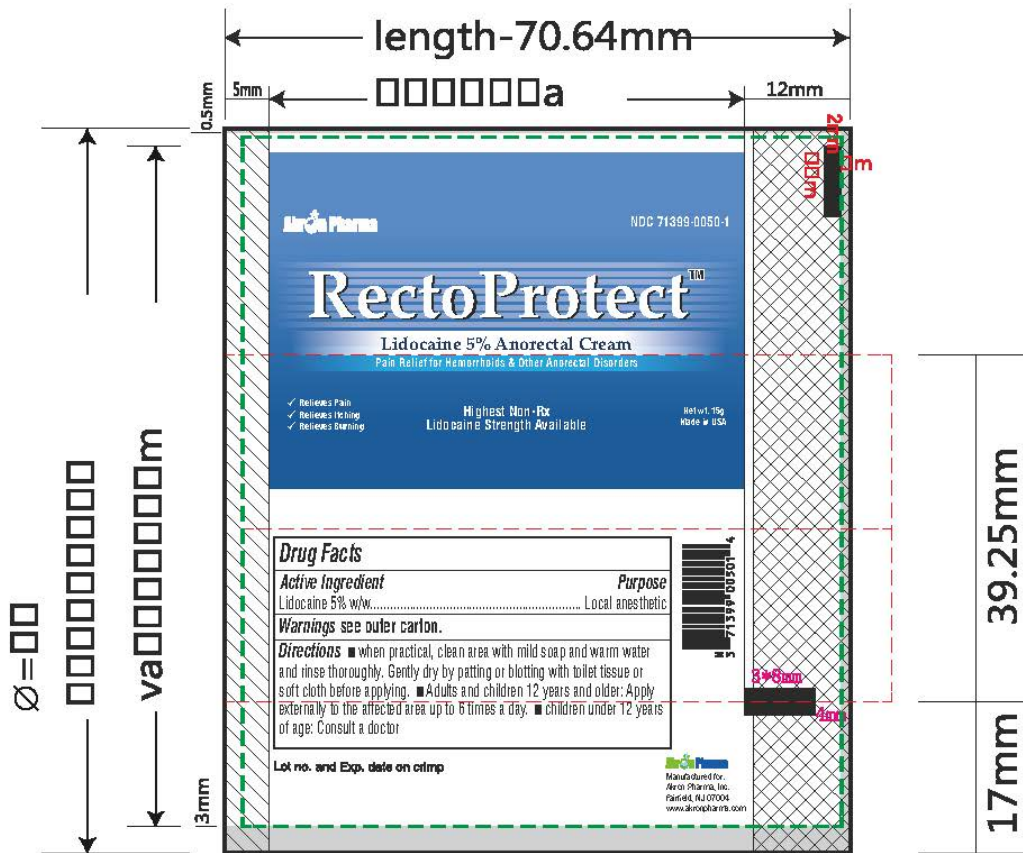 length-70.64mm
5mm
a
12mm
0.5mm
2mm
Akron Pharma
NDC 71399-0050-1
RectoProtect™
Lidocaine 5% Anorectal Cream
Pain Relief for Hemorrhoids & Other Anorectal Disorders
✓ Relieves Pain
✓ Relieves Itching
✓ Relieves Burning
Highest Non-Rx
Lidocaine Strength Available
Net wt. 15g
Made in USA
39.25mm
Drug Facts
Active Ingredient Purpose
Lidocaine 5% w/w............................................................... Local anesthetic
Warnings see outer carton.
Directions ■ when practical, clean area with mild soap and warm water
and rinse thoroughly. Gently dry by patting or blotting with toilet tissue or
soft cloth before applying. ■ Adults and children 12 years and older: Apply
externally to the affected area up to 6 times a day. ■ children under 12 years
of age: Consult a doctor
N
3 71399 00501 4
3*8mm
Lot no. and Exp. date on crimp
Akron Pharma
Manufactured for:
Akron Pharma, Inc.
Fairfield, NJ 07004
www.akronpharma.com
3mm
17mm